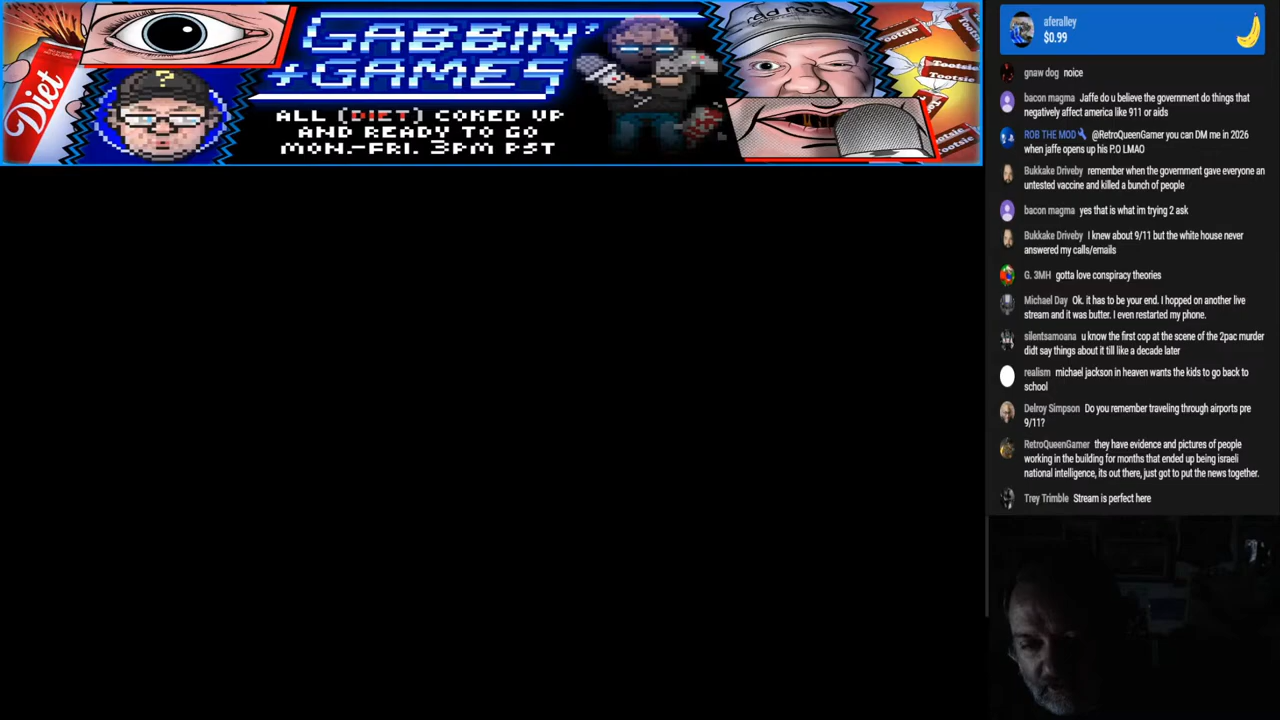 GABBIN'
+GAMES
ALL (DIET) COKED UP
AND READY TO GO
MON.-FRI. 3PM PST
Diet
?
red rock
Tootsie
Tootsie
aferalley
$0.99
gnaw dog noice
bacon magma Jaffe do u believe the government do things that
negatively affect america like 911 or aids
ROB THE MOD @RetroQueenGamer you can DM me in 2026
when jaffe opens up his P.O LMAO
Bukkake Driveby remember when the government gave everyone an
untested vaccine and killed a bunch of people
bacon magma yes that is what im trying 2 ask
Bukkake Driveby I knew about 9/11 but the white house never
answered my calls/emails
G. 3MH gotta love conspiracy theories
Michael Day Ok. it has to be your end. I hopped on another live
stream and it was butter. I even restarted my phone.
silentsamoana u know the first cop at the scene of the 2pac murder
didt say things about it till like a decade later
realism michael jackson in heaven wants the kids to go back to
school
Delroy Simpson Do you remember traveling through airports pre
9/11?
RetroQueenGamer they have evidence and pictures of people
working in the building for months that ended up being israeli
national intelligence, its out there, just got to put the news together.
Trey Trimble Stream is perfect here